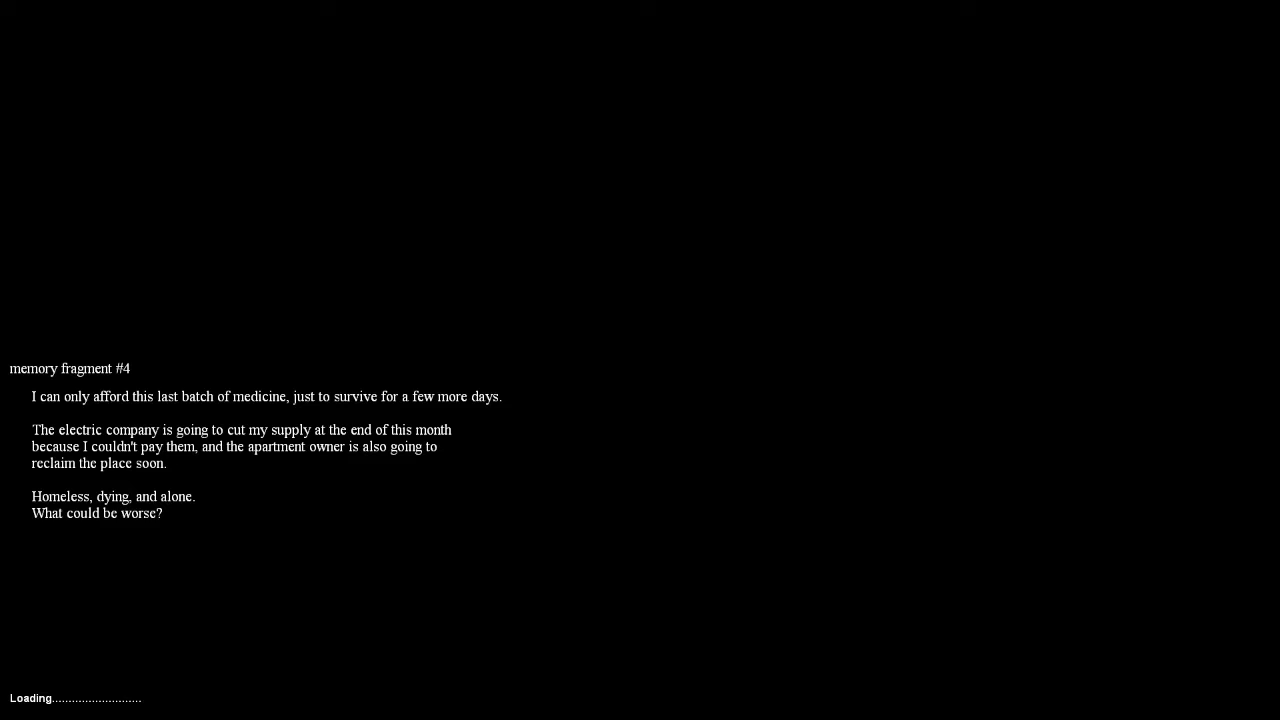 memory fragment #4
I can only afford this last batch of medicine, just to survive for a few more days.
The electric company is going to cut my supply at the end of this month
because I couldn't pay them, and the apartment owner is also going to
reclaim the place soon.
Homeless, dying, and alone.
What could be worse?
Loading...........................